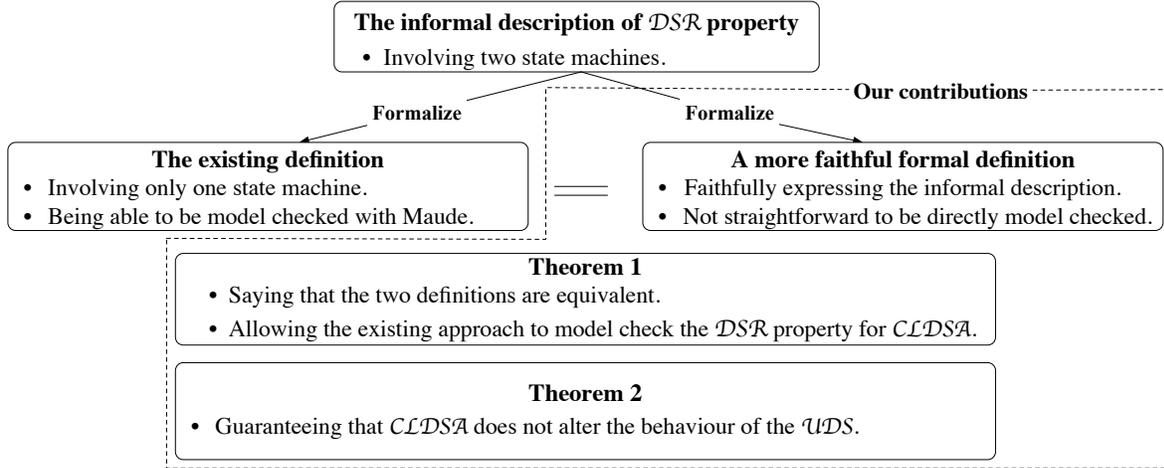 The informal description of 𝒟𝒮ℛ property
• Involving two state machines.
Our contributions
Formalize
Formalize
The existing definition
• Involving only one state machine.
• Being able to be model checked with Maude.
A more faithful formal definition
• Faithfully expressing the informal description.
• Not straightforward to be directly model checked.
Theorem 1
• Saying that the two definitions are equivalent.
• Allowing the existing approach to model check the 𝒟𝒮ℛ property for 𝒞ℒ𝒟𝒮𝒜.
Theorem 2
• Guaranteeing that 𝒞ℒ𝒟𝒮𝒜 does not alter the behaviour of the 𝒰𝒟𝒮.